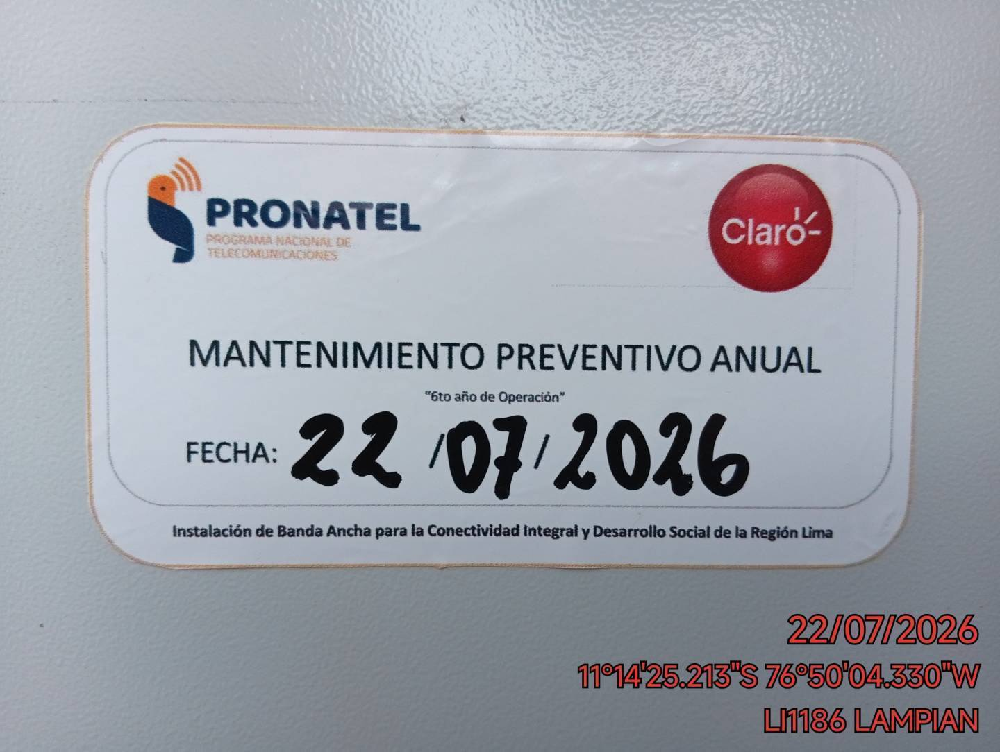 PRONATEL
PROGRAMA NACIONAL DE
TELECOMUNICACIONES
Claro
MANTENIMIENTO PREVENTIVO ANUAL
"6to año de Operación"
FECHA: 22/07/2026
Instalación de Banda Ancha para la Conectividad Integral y Desarrollo Social de la Región Lima
22/07/2026
11°14'25.213"S 76°50'04.330"W
LI1186 LAMPIAN